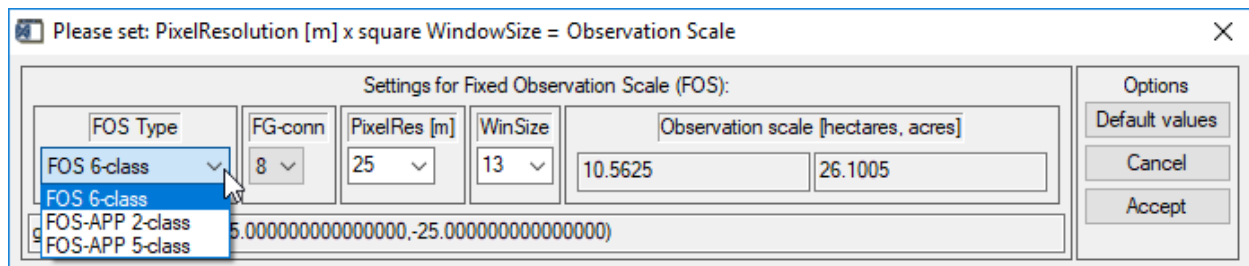 Please set: PixelResolution [m] x square WindowSize = Observation Scale
Settings for Fixed Observation Scale (FOS):
Options
FOS Type
FG-conn
PixelRes [m]
WinSize
Observation scale [hectares, acres]
Default values
FOS 6-class
8
25
13
10.5625
26.1005
Cancel
FOS 6-class
FOS-APP 2-class
FOS-APP 5-class
Accept
5.000000000000000,-25.000000000000000)